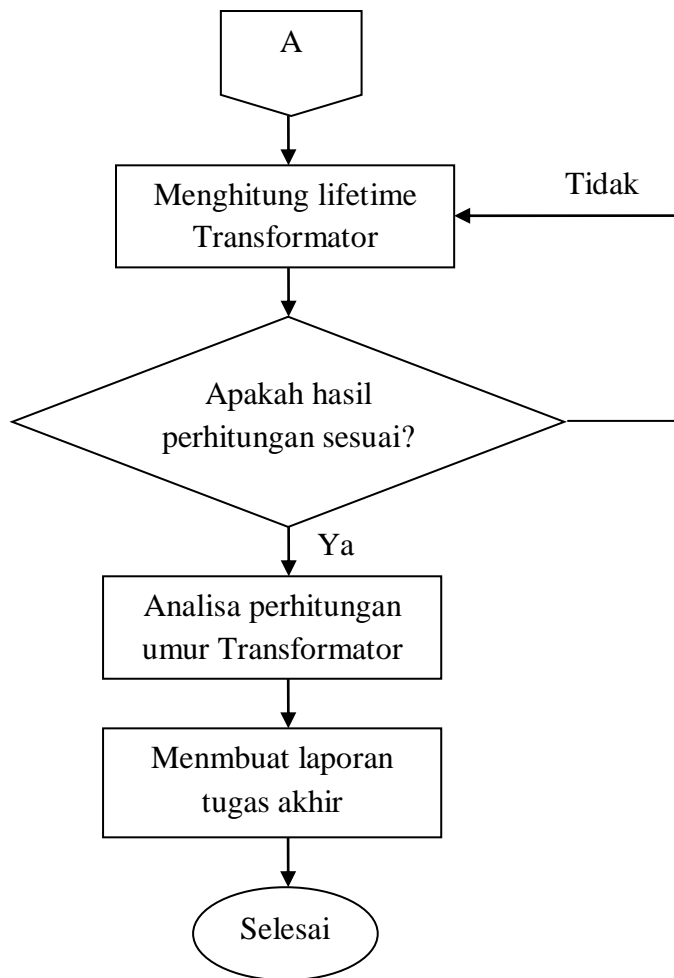 A
Menghitung lifetime
Transformator
Tidak
Apakah hasil
perhitungan sesuai?
Ya
Analisa perhitungan
umur Transformator
Menmbuat laporan
tugas akhir
Selesai